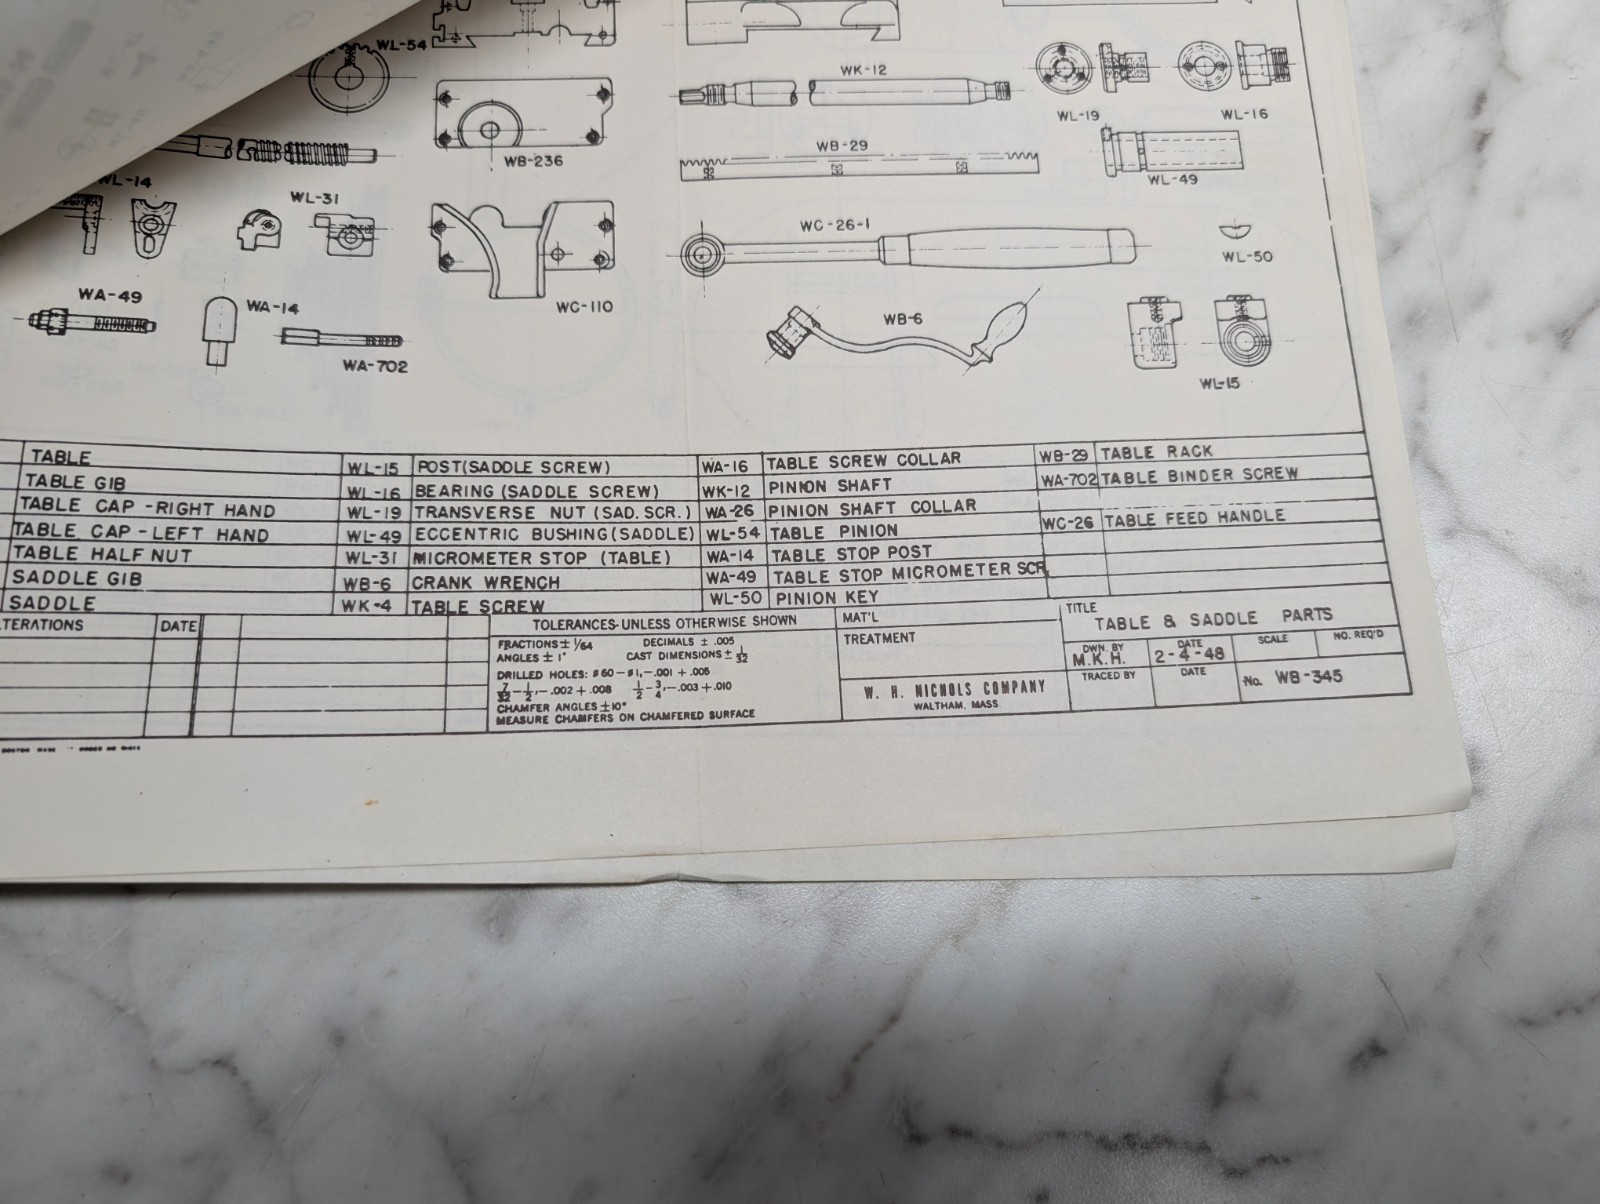 WL-54
WK-12
WL-19
WL-16
WB-29
WB-236
WL-49
WL-14
WL-31
WC-26-1
WL-50
WA-49
WA-14
WC-110
WB-6
WA-702
WL-15
TABLE WL-15 POST(SADDLE SCREW) WA-16 TABLE SCREW COLLAR WB-29 TABLE RACK
TABLE GIB WL-16 BEARING (SADDLE SCREW) WK-12 PINION SHAFT WA-702 TABLE BINDER SCREW
TABLE CAP -RIGHT HAND WL-19 TRANSVERSE NUT (SAD. SCR.) WA-26 PINION SHAFT COLLAR
TABLE CAP - LEFT HAND WL-49 ECCENTRIC BUSHING (SADDLE) WL-54 TABLE PINION WC-26 TABLE FEED HANDLE
TABLE HALF NUT WL-31 MICROMETER STOP (TABLE) WA-14 TABLE STOP POST
SADDLE GIB WB-6 CRANK WRENCH WA-49 TABLE STOP MICROMETER SCR.
SADDLE WK-4 TABLE SCREW WL-50 PINION KEY
TERATIONS DATE
TOLERANCES-UNLESS OTHERWISE SHOWN
FRACTIONS ± 1/64 DECIMALS ± .005
ANGLES ± 1° CAST DIMENSIONS ± 1/32
DRILLED HOLES: #60-#1,-.001 + .005
7/32-1/2,-.002 +.008 1/2-3/4,-.003 +.010
CHAMFER ANGLES ±10°
MEASURE CHAMFERS ON CHAMFERED SURFACE
MAT'L
TREATMENT
W. H. NICHOLS COMPANY
WALTHAM, MASS
TITLE
TABLE & SADDLE PARTS
DWN. BY DATE SCALE NO. REQ'D
M.K.H. 2-4-48
TRACED BY DATE No. WB-345